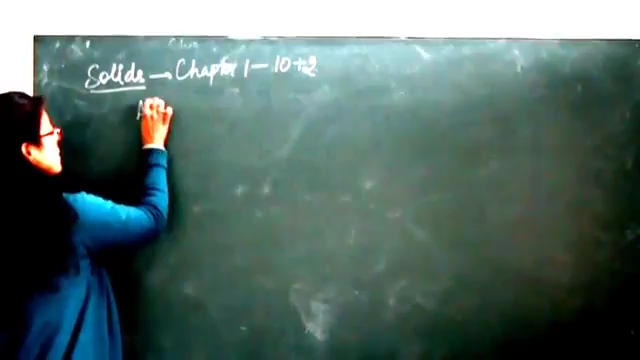 Solids → Chapter 1 - 10+2